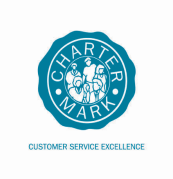 CHARTER
MARK
CUSTOMER SERVICE EXCELLENCE